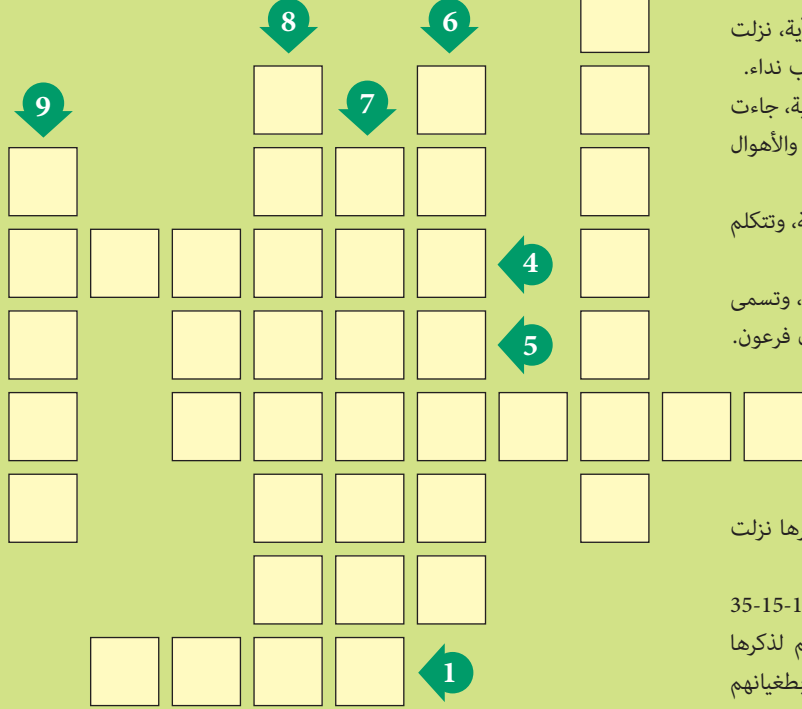 8
6
9
7
4
5
1
ية، نزلت
ب نداء.
ية، جاءت
والأهوال
ة، وتتكلم
، وتسمى
فرعون.
رها نزلت
35-15-1
م لذكرها
بطغيانهم